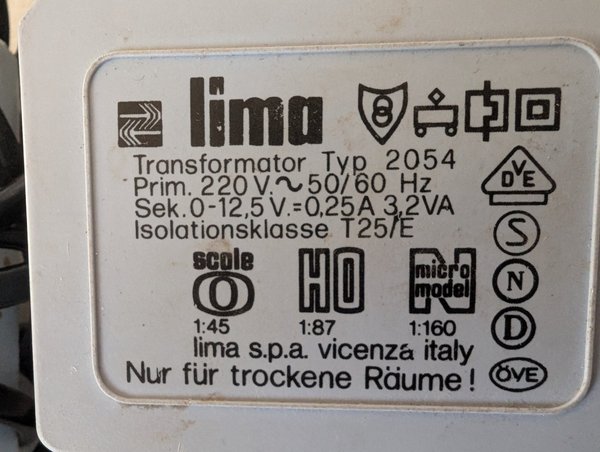 lima
Transformator Typ 2054
Prim. 220 V.~50/60 Hz
Sek. 0-12,5 V.=0,25A 3,2VA
Isolationsklasse T25/E
DVE
S
N
D
ÖVE
scale O
1:45
HO
1:87
N micro model
1:160
lima s.p.a. vicenza italy
Nur für trockene Räume!